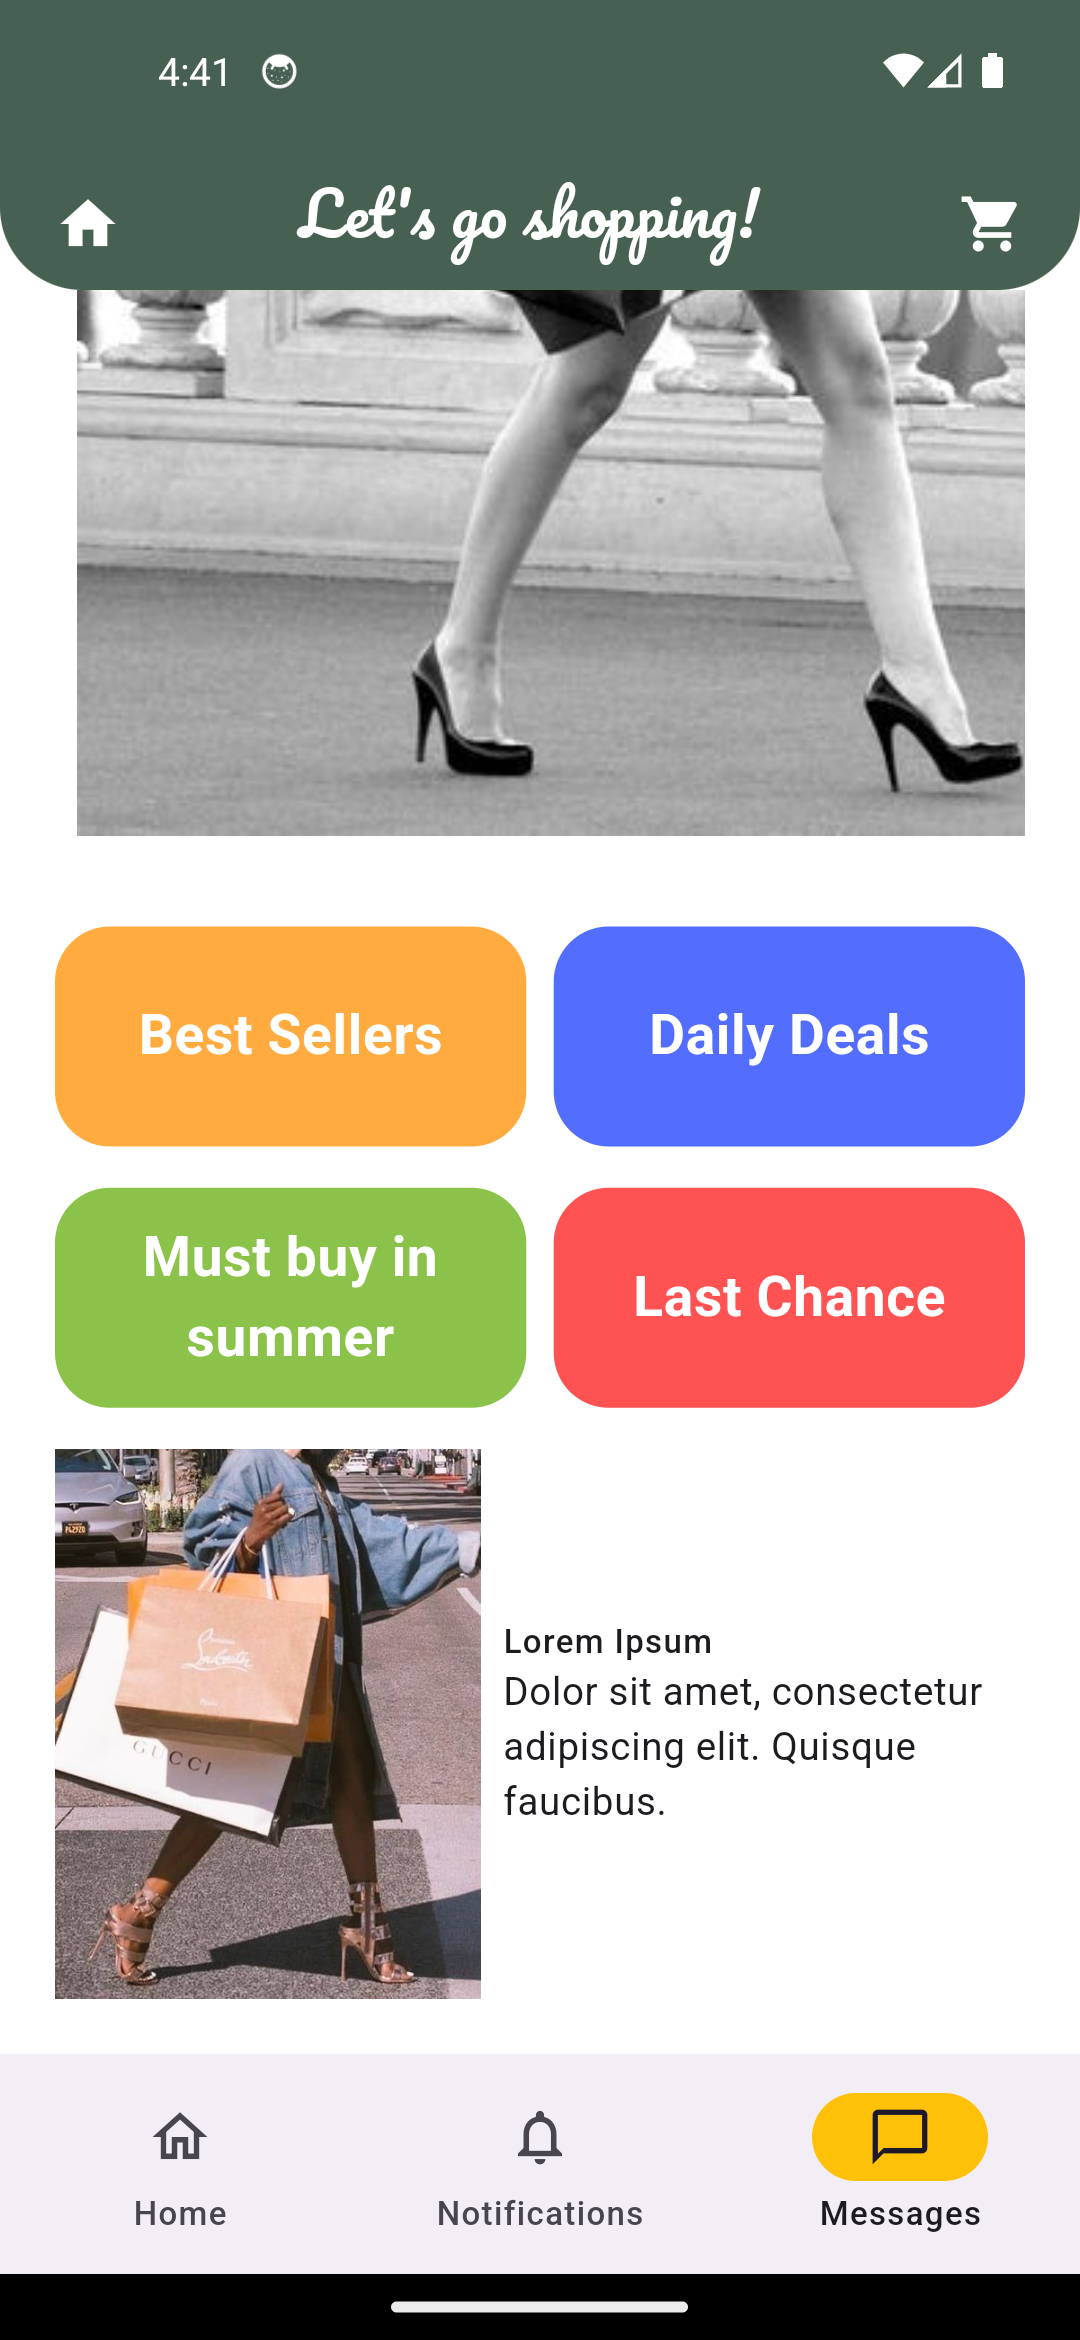 4:41
Let's go shopping!
Best Sellers
Daily Deals
Must buy in
summer
Last Chance
GUCCI
Lorem Ipsum
Dolor sit amet, consectetur
adipiscing elit. Quisque
faucibus.
Home
Notifications
Messages